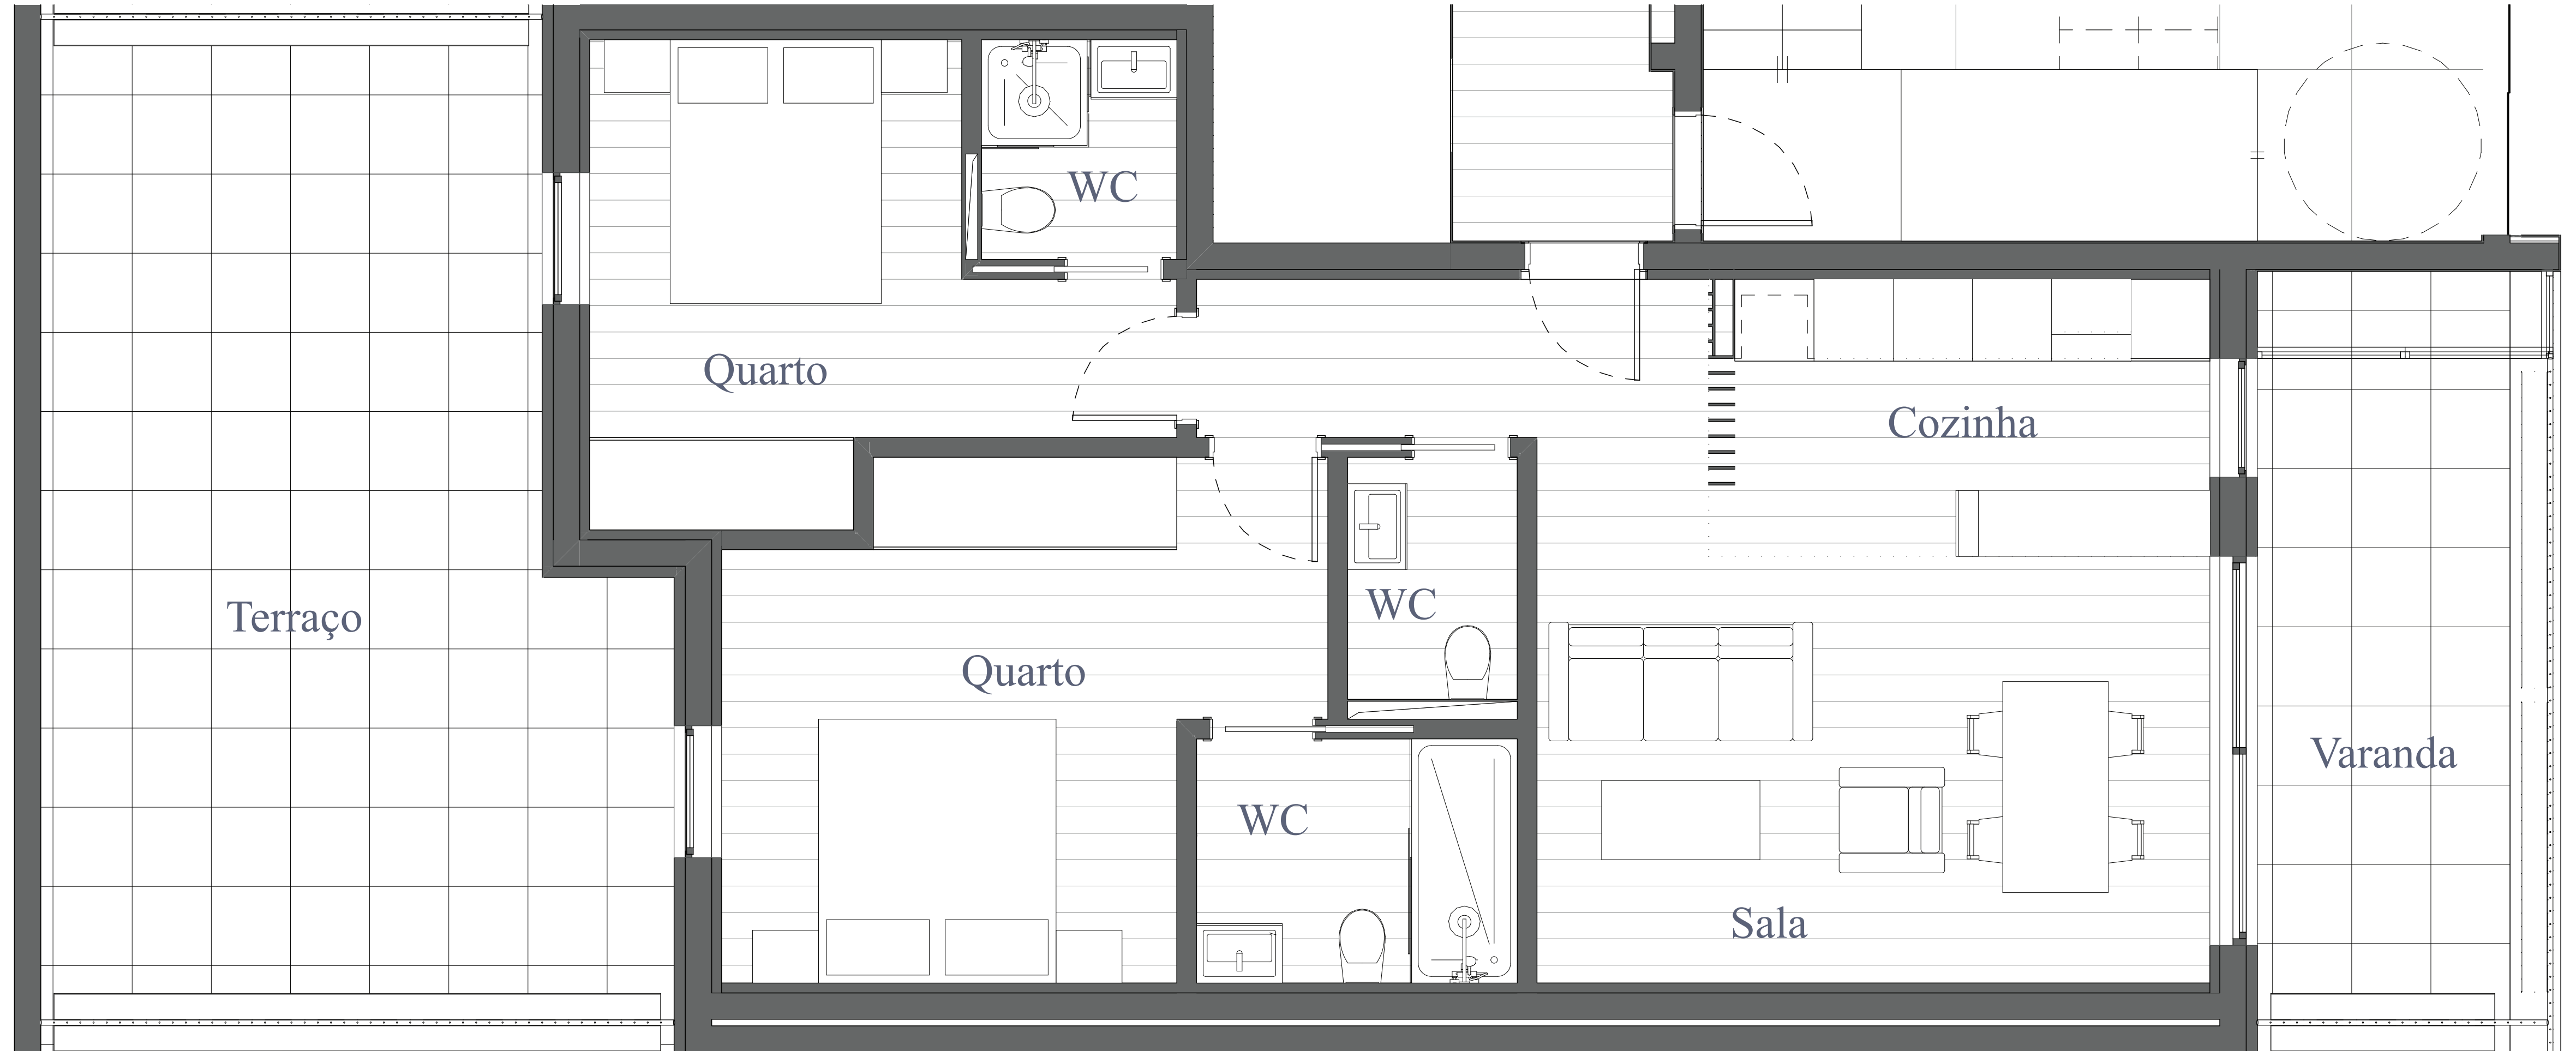 WC
Quarto
Cozinha
WC
Terraço
Quarto
Varanda
WC
Sala